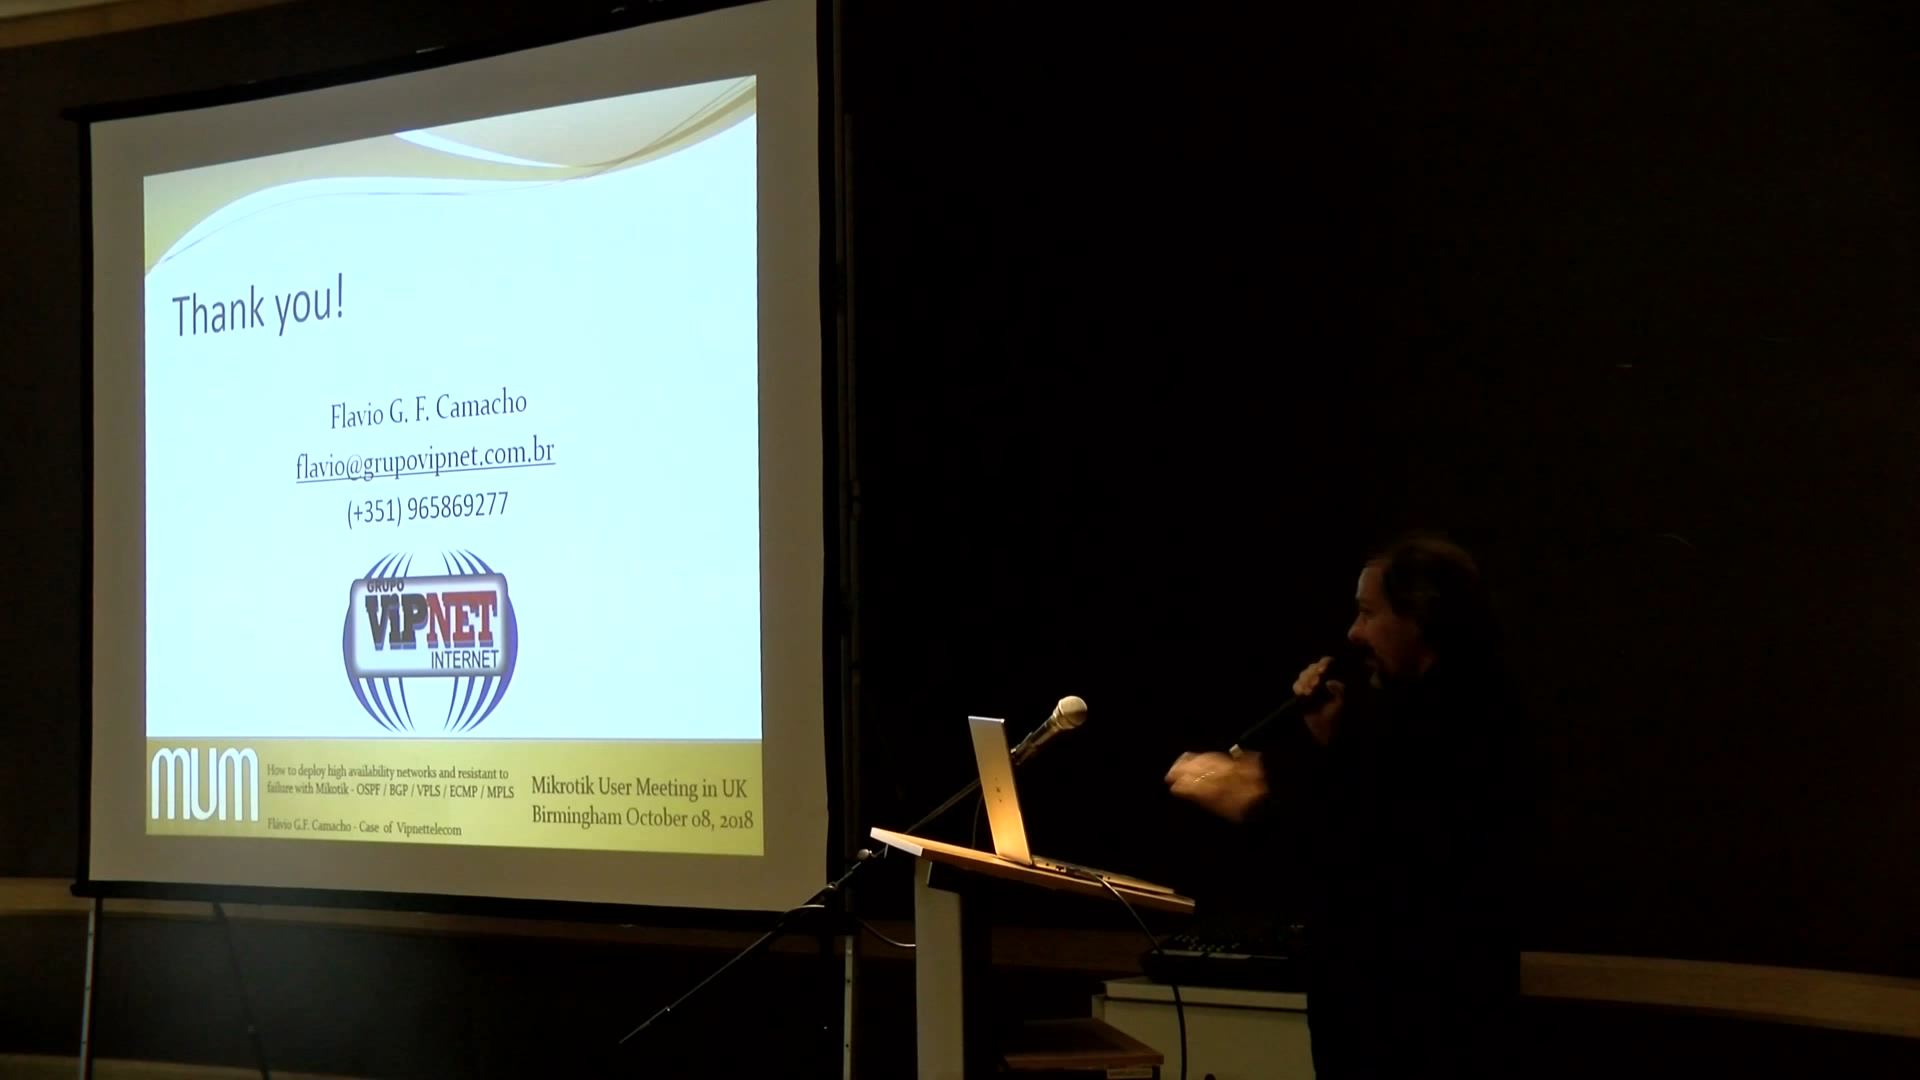 Thank you!
Flavio G. F. Camacho
flavio@grupovipnet.com.br
(+351) 965869277
GRUPO
ViPNET
INTERNET
mum
How to deploy high availability networks and resistant to
failure with Mikotik - OSPF / BGP / VPLS / ECMP / MPLS
Flávio G.F. Camacho - Case of Vipnettelecom
Mikrotik User Meeting in UK
Birmingham October 08, 2018